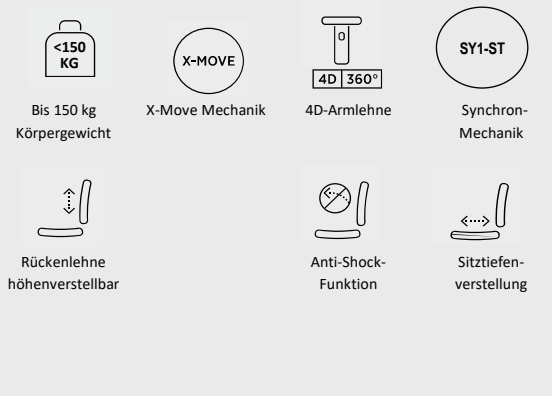 <150
KG
X-MOVE
4D 360°
SY1-ST
Bis 150 kg
Körpergewicht
X-Move Mechanik
4D-Armlehne
Synchron-
Mechanik
Rückenlehne
höhenverstellbar
Anti-Shock-
Funktion
Sitztiefen-
verstellung